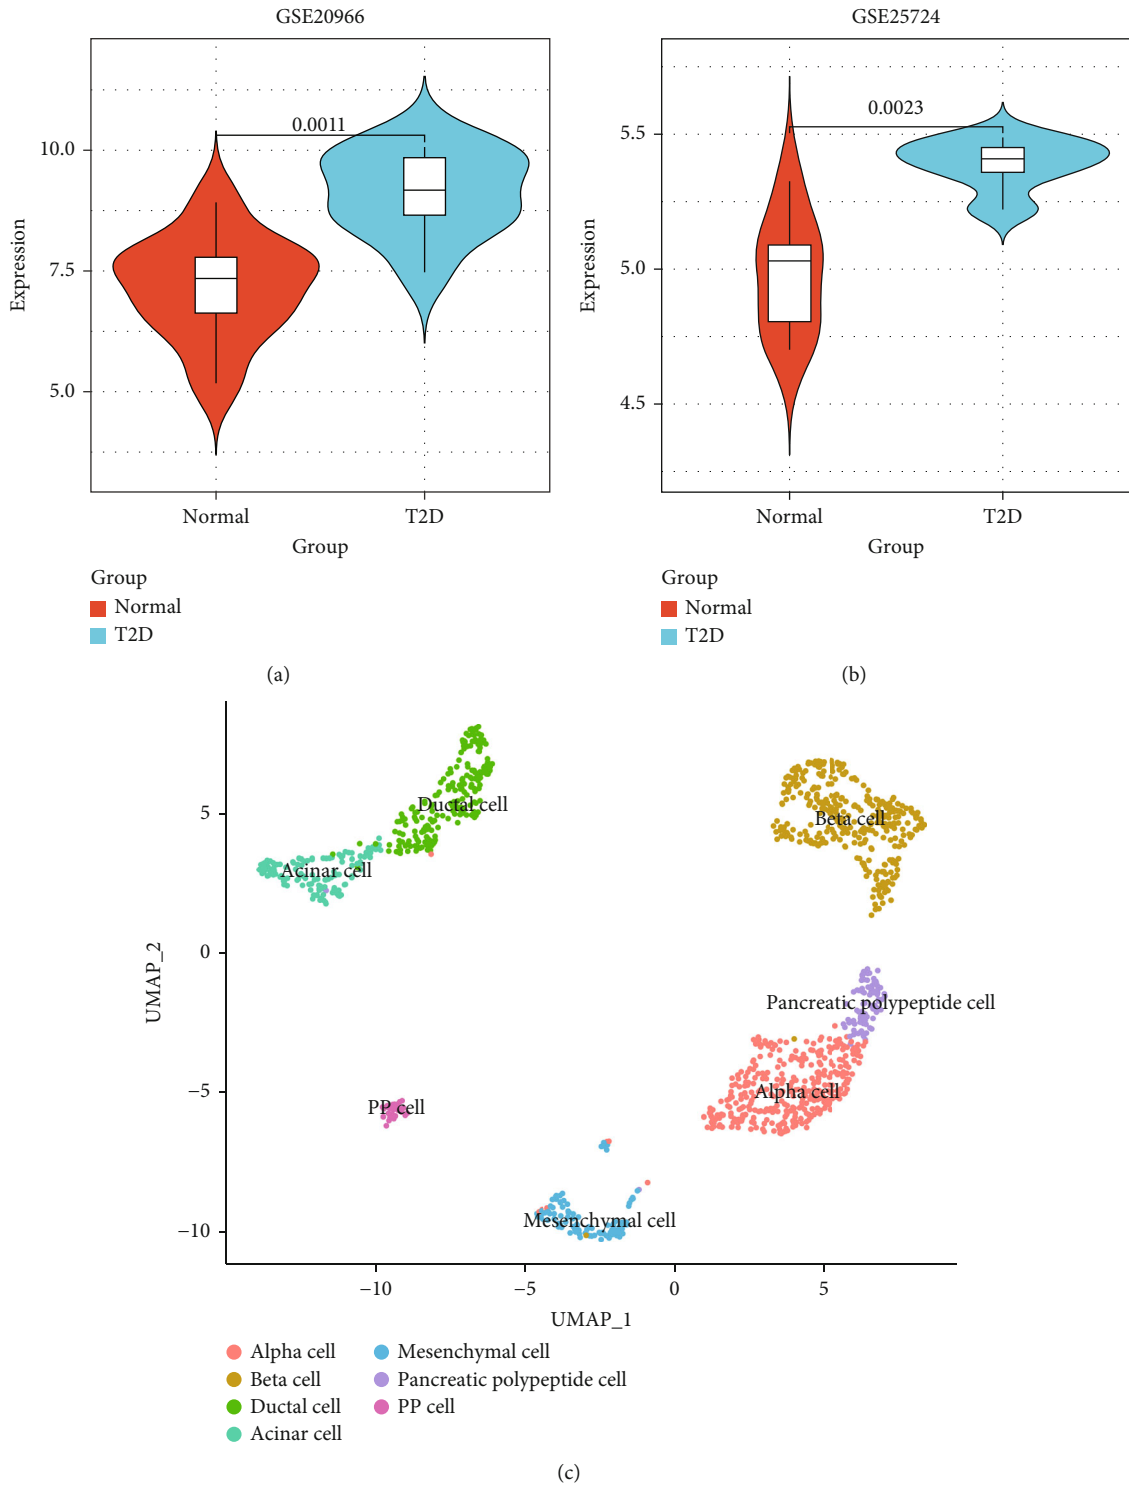 GSE20966
0.0011
10.0
7.5
5.0
Expression
Normal
T2D
Group
Group
Normal
T2D
(a)
GSE25724
0.0023
5.5
5.0
4.5
Expression
Normal
T2D
Group
Group
Normal
T2D
(b)
Ductal cell
Beta cell
Acinar cell
Pancreatic polypeptide cell
Alpha cell
PP cell
Mesenchymal cell
5
0
−5
−10
UMAP_2
−10
−5
0
5
UMAP_1
Alpha cell
Beta cell
Ductal cell
Acinar cell
Mesenchymal cell
Pancreatic polypeptide cell
PP cell
(c)